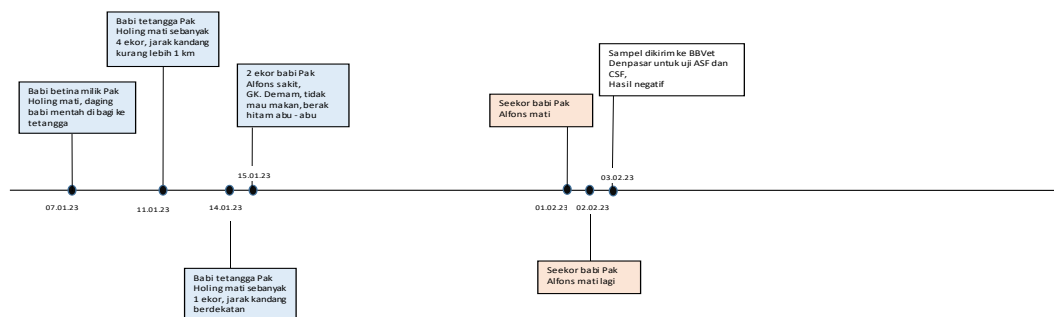 Babi betina milik Pak
Holing mati, daging
babi mentah di bagi ke
tetangga
07.01.23
Babi tetangga Pak
Holing mati sebanyak
4 ekor, jarak kandang
kurang lebih 1 km
11.01.23
Babi tetangga Pak
Holing mati sebanyak
1 ekor, jarak kandang
berdekatan
14.01.23
2 ekor babi Pak
Alfons sakit,
GK. Demam, tidak
mau makan, berak
hitam abu - abu
15.01.23
Seekor babi Pak
Alfons mati
01.02.23
Seekor babi Pak
Alfons mati lagi
02.02.23
Sampel dikirim ke BBVet
Denpasar untuk uji ASF dan
CSF,
Hasil negatif
03.02.23